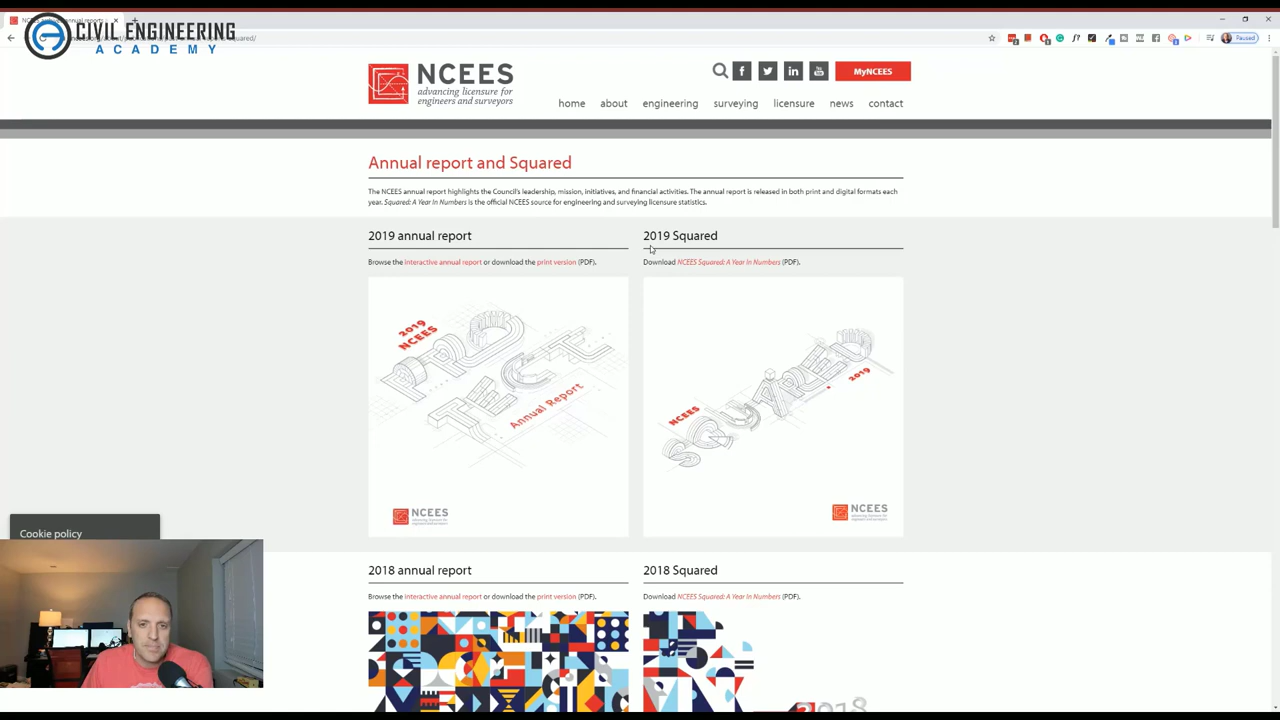 CIVIL ENGINEERING
ACADEMY
Paused
NCEES
advancing licensure for
engineers and surveyors
MyNCEES
home about engineering surveying licensure news contact
Annual report and Squared
The NCEES annual report highlights the Council's leadership, mission, initiatives, and financial activities. The annual report is released in both print and digital formats each
year. Squared: A Year In Numbers is the official NCEES source for engineering and surveying licensure statistics.
2019 annual report
Browse the interactive annual report or download the print version (PDF).
2019
NCEES
PRO
TECT
Annual Report
NCEES
2019 Squared
Download NCEES Squared: A Year In Numbers (PDF).
NCEES
SQUARED
2019
NCEES
Cookie policy
2018 annual report
Browse the interactive annual report or download the print version (PDF).
2018 Squared
Download NCEES Squared: A Year In Numbers (PDF).
2018